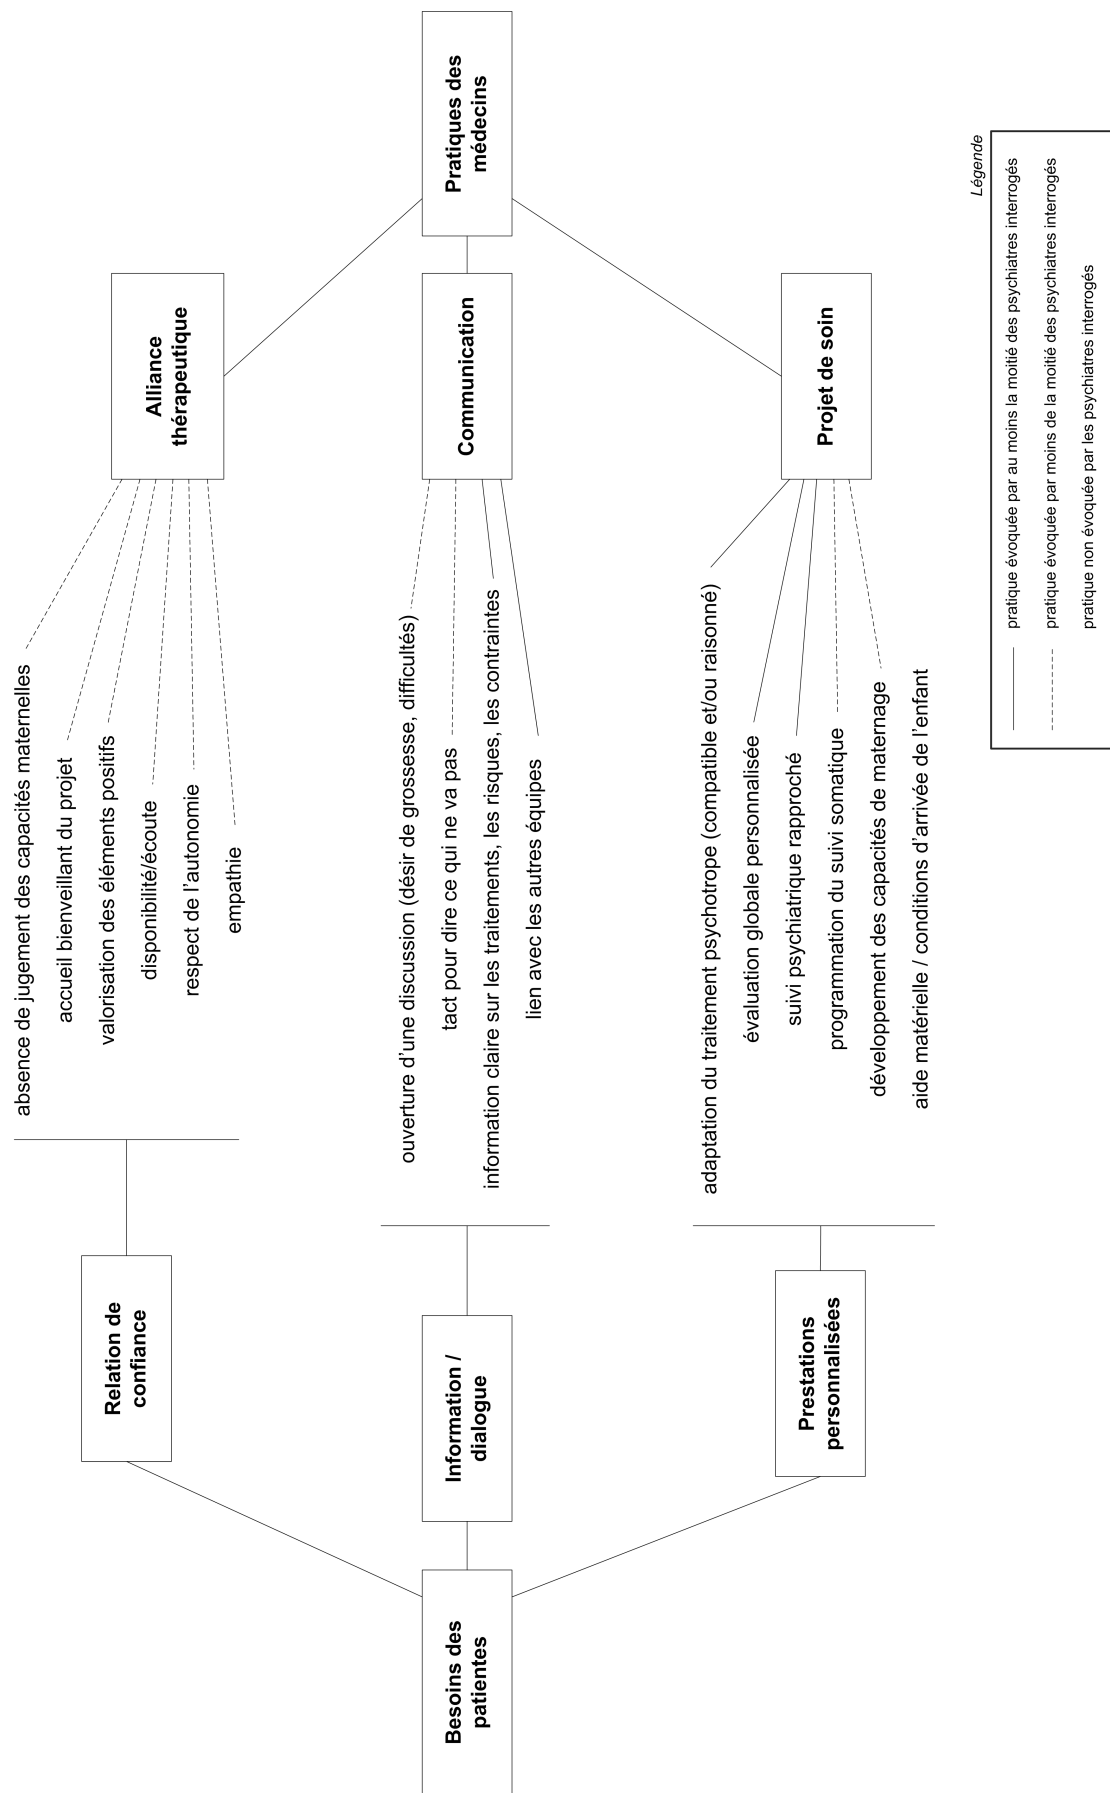 Besoins des
patientes
Relation de
confiance
Information /
dialogue
Prestations
personnalisées
absence de jugement des capacités maternelles
accueil bienveillant du projet
valorisation des éléments positifs
disponibilité/écoute
respect de l'autonomie
empathie
ouverture d'une discussion (désir de grossesse, difficultés)
tact pour dire ce qui ne va pas
information claire sur les traitements, les risques, les contraintes
lien avec les autres équipes
adaptation du traitement psychotrope (compatible et/ou raisonné)
évaluation globale personnalisée
suivi psychiatrique rapproché
programmation du suivi somatique
développement des capacités de maternage
aide matérielle / conditions d'arrivée de l'enfant
Alliance
thérapeutique
Communication
Projet de soin
Pratiques des
médecins
Légende
pratique évoquée par au moins la moitié des psychiatres interrogés
pratique évoquée par moins de la moitié des psychiatres interrogés
pratique non évoquée par les psychiatres interrogés